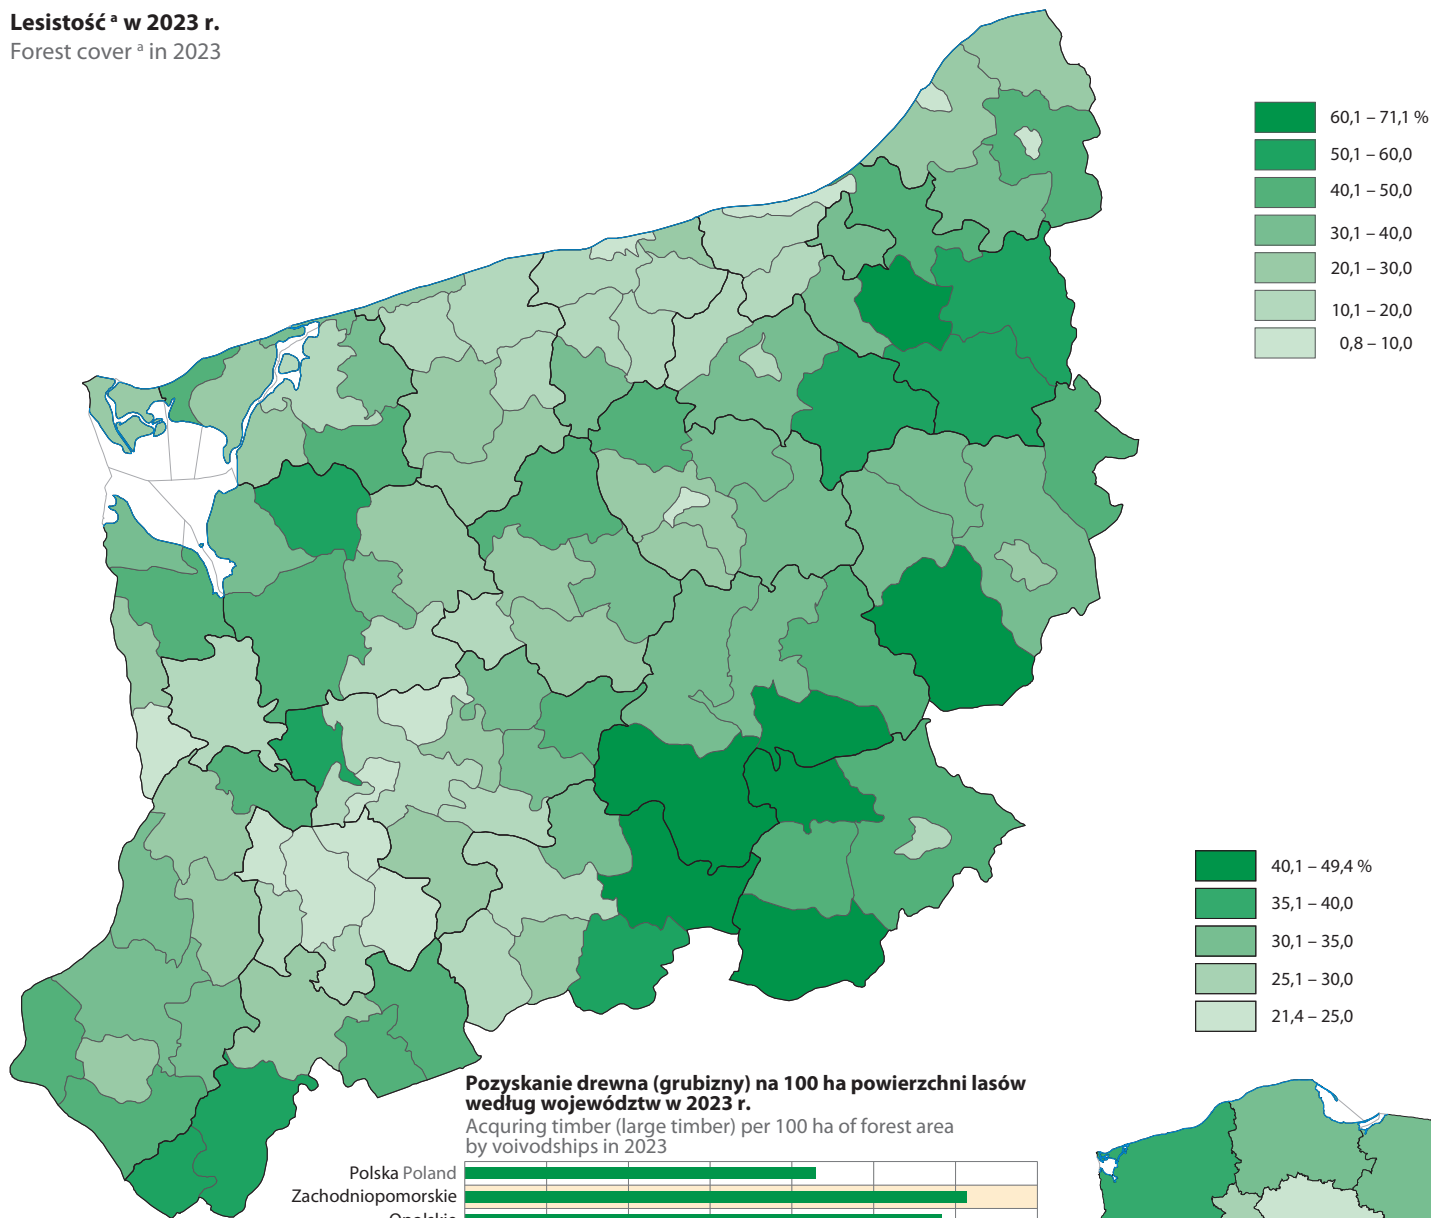 Lesistość ᵃ w 2023 r.
Forest cover ᵃ in 2023
60,1 – 71,1 %
50,1 – 60,0
40,1 – 50,0
30,1 – 40,0
20,1 – 30,0
10,1 – 20,0
0,8 – 10,0
40,1 – 49,4 %
35,1 – 40,0
30,1 – 35,0
25,1 – 30,0
21,4 – 25,0
Pozyskanie drewna (grubizny) na 100 ha powierzchni lasów
według województw w 2023 r.
Acquring timber (large timber) per 100 ha of forest area
by voivodships in 2023
Polska Poland
Zachodniopomorskie